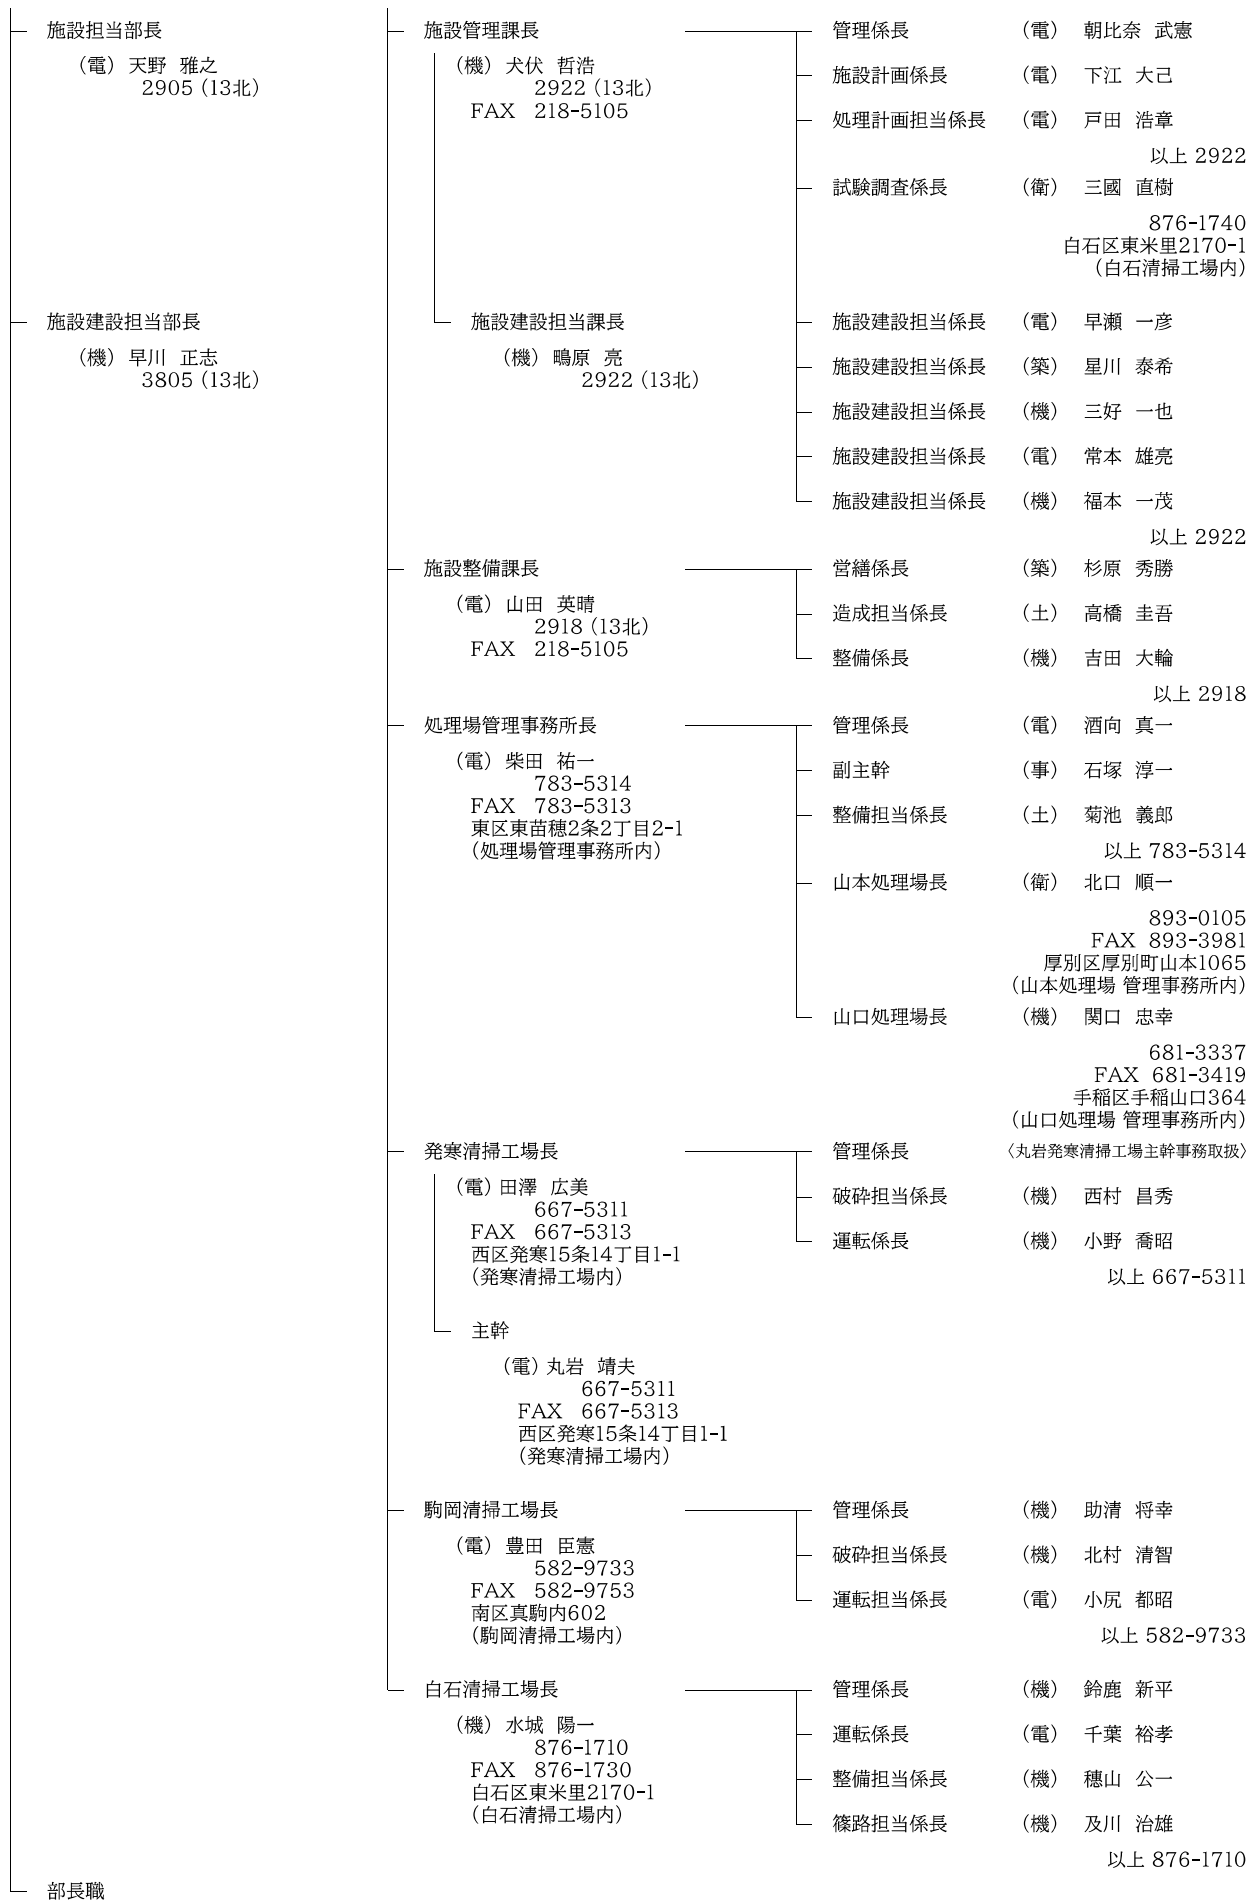 施設担当部長
（電） 天野 雅之
2905（13北）
施設管理課長
（機） 犬伏 哲浩
2922（13北）
FAX 218-5105
管理係長 （電） 朝比奈 武憲
施設計画係長 （電） 下江 大己
処理計画担当係長 （電） 戸田 浩章
以上 2922
試験調査係長 （衛） 三國 直樹
876-1740
白石区東米里2170-1
（白石清掃工場内）
施設建設担当部長
（機） 早川 正志
3805（13北）
施設建設担当課長
（機） 鴫原 亮
2922（13北）
施設建設担当係長 （電） 早瀬 一彦
施設建設担当係長 （築） 星川 泰希
施設建設担当係長 （機） 三好 一也
施設建設担当係長 （電） 常本 雄亮
施設建設担当係長 （機） 福本 一茂
以上 2922
施設整備課長
（電） 山田 英晴
2918（13北）
FAX 218-5105
営繕係長 （築） 杉原 秀勝
造成担当係長 （土） 高橋 圭吾
整備係長 （機） 吉田 大輪
以上 2918
処理場管理事務所長
（電） 柴田 祐一
783-5314
FAX 783-5313
東区東苗穂2条2丁目2-1
（処理場管理事務所内）
管理係長 （電） 酒向 真一
副主幹 （事） 石塚 淳一
整備担当係長 （土） 菊池 義郎
以上 783-5314
山本処理場長 （衛） 北口 順一
893-0105
FAX 893-3981
厚別区厚別町山本1065
（山本処理場 管理事務所内）
山口処理場長 （機） 関口 忠幸
681-3337
FAX 681-3419
手稲区手稲山口364
（山口処理場 管理事務所内）
発寒清掃工場長
（電） 田澤 広美
667-5311
FAX 667-5313
西区発寒15条14丁目1-1
（発寒清掃工場内）
管理係長 〈丸岩発寒清掃工場主幹事務取扱〉
破砕担当係長 （機） 西村 昌秀
運転係長 （機） 小野 喬昭
以上 667-5311
主幹
（電） 丸岩 靖夫
667-5311
FAX 667-5313
西区発寒15条14丁目1-1
（発寒清掃工場内）
駒岡清掃工場長
（電） 豊田 臣憲
582-9733
FAX 582-9753
南区真駒内602
（駒岡清掃工場内）
管理係長 （機） 助清 将幸
破砕担当係長 （機） 北村 清智
運転担当係長 （電） 小尻 都昭
以上 582-9733
白石清掃工場長
（機） 水城 陽一
876-1710
FAX 876-1730
白石区東米里2170-1
（白石清掃工場内）
管理係長 （機） 鈴鹿 新平
運転係長 （電） 千葉 裕孝
整備担当係長 （機） 穗山 公一
篠路担当係長 （機） 及川 治雄
以上 876-1710
部長職